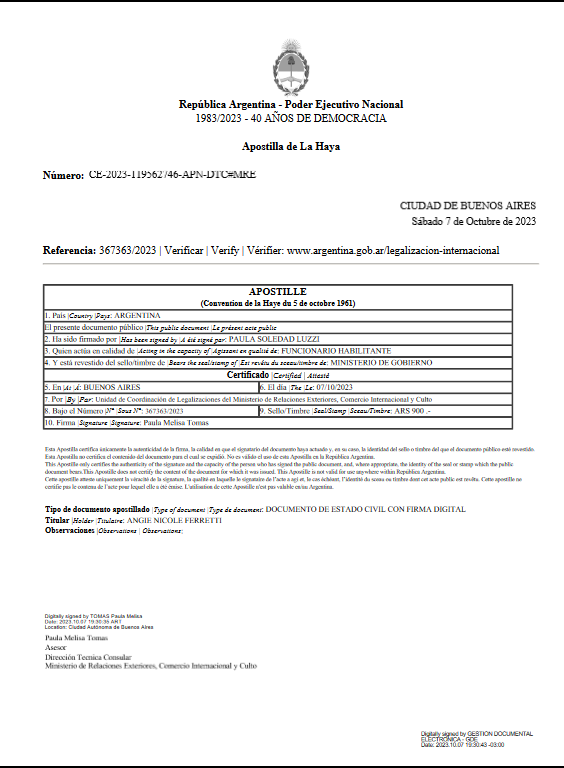 República Argentina - Poder Ejecutivo Nacional
1983/2023 - 40 AÑOS DE DEMOCRACIA
Apostilla de La Haya
Número: CE-2023-119562746-APN-DTC#MRE
CIUDAD DE BUENOS AIRES
Sábado 7 de Octubre de 2023
Referencia: 367363/2023 | Verificar | Verify | Vérifier: www.argentina.gob.ar/legalizacion-internacional
APOSTILLE
(Convention de la Haye du 5 de octobre 1961)
1. País |Country |Pays: ARGENTINA
El presente documento público |This public document |Le présent acte public
2. Ha sido firmado por |Has been signed by |A été signé par: PAULA SOLEDAD LUZZI
3. Quien actúa en calidad de |Acting in the capacity of |Agissant en qualité de: FUNCIONARIO HABILITANTE
4. Y está revestido del sello/timbre de |Bears the seal/stamp of |Est revêtu du sceau/timbre de: MINISTERIO DE GOBIERNO
Certificado |Certified | Attesté
5. En |At |Á: BUENOS AIRES
6. El día |The |Le: 07/10/2023
7. Por |By |Par: Unidad de Coordinación de Legalizaciones del Ministerio de Relaciones Exteriores, Comercio Internacional y Culto
8. Bajo el Número |N° |Sous N°: 367363/2023
9. Sello/Timbre |Seal/Stamp |Sceau/Timbre: ARS 900 .-
10. Firma |Signature |Signature: Paula Melisa Tomas
Esta Apostilla certifica únicamente la autenticidad de la firma, la calidad en que el signatario del documento haya actuado y, en su caso, la identidad del sello o timbre del que el documento público esté revestido.
Esta Apostilla no certifica el contenido del documento para el cual se expidió. No es válido el uso de esta Apostilla en la República Argentina.
This Apostille only certifies the authenticity of the signature and the capacity of the person who has signed the public document, and, where appropriate, the identity of the seal or stamp which the public
document bears.This Apostille does not certify the content of the document for which it was issued. This Apostille is not valid for use anywhere within República Argentina.
Cette apostille atteste uniquement la véracité de la signature, la qualité en laquelle le signataire de l'acte a agi et, le cas échéant, l'identité du sceau ou timbre dont cet acte public est revêtu. Cette apostille ne
certifie pas le contenu de l'acte pour lequel elle a été émise. L'utilisation de cette Apostille n'est pas valable en/au Argentina.
Tipo de documento apostillado |Type of document |Type de document: DOCUMENTO DE ESTADO CIVIL CON FIRMA DIGITAL
Titular |Holder |Titulaire: ANGIE NICOLE FERRETTI
Observaciones |Observations | Observations:
Digitally signed by TOMAS Paula Melisa
Date: 2023.10.07 19:30:35 ART
Location: Ciudad Autónoma de Buenos Aires
Paula Melisa Tomas
Asesor
Dirección Tecnica Consular
Ministerio de Relaciones Exteriores, Comercio Internacional y Culto
Digitally signed by GESTION DOCUMENTAL
ELECTRONICA - GDE
Date: 2023.10.07 19:30:43 -03:00